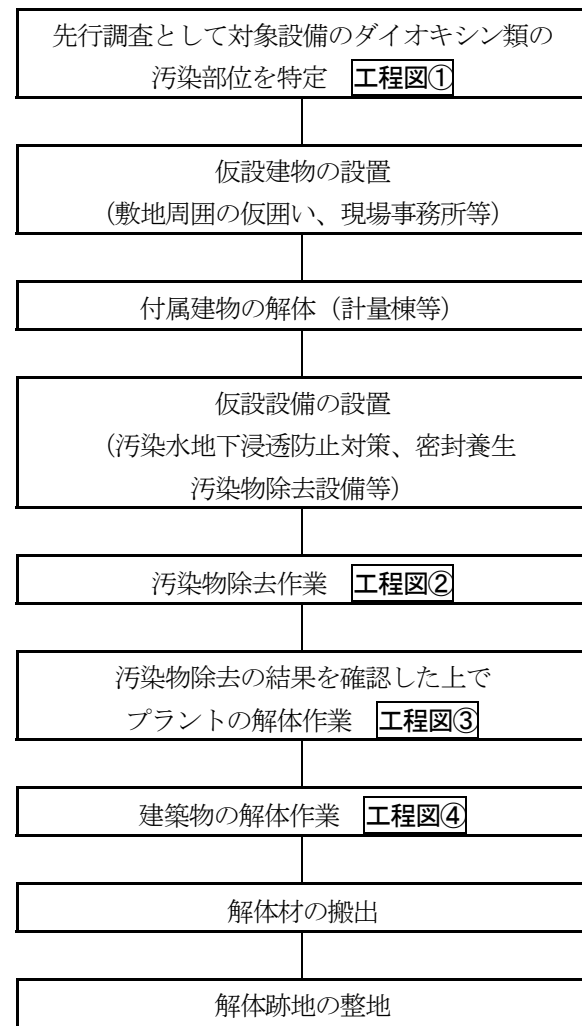 先行調査として対象設備のダイオキシン類の
汚染部位を特定　工程図①
仮設建物の設置
（敷地周囲の仮囲い、現場事務所等）
付属建物の解体（計量棟等）
仮設設備の設置
（汚染水地下浸透防止対策、密封養生
汚染物除去設備等）
汚染物除去作業　工程図②
汚染物除去の結果を確認した上で
プラントの解体作業　工程図③
建築物の解体作業　工程図④
解体材の搬出
解体跡地の整地